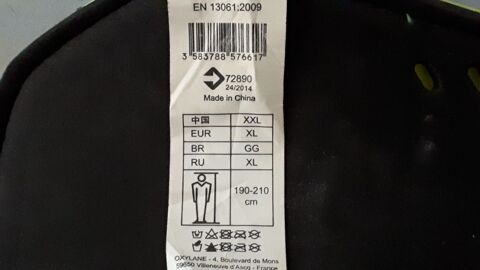 EN 13061:2009
3 583788 576617
72890
24/2014
Made in China
中国 XXL
EUR XL
BR GG
RU XL
190-210
cm
OXYLANE - 4, Boulevard de Mons
59650 Villeneuve d'Ascq - France